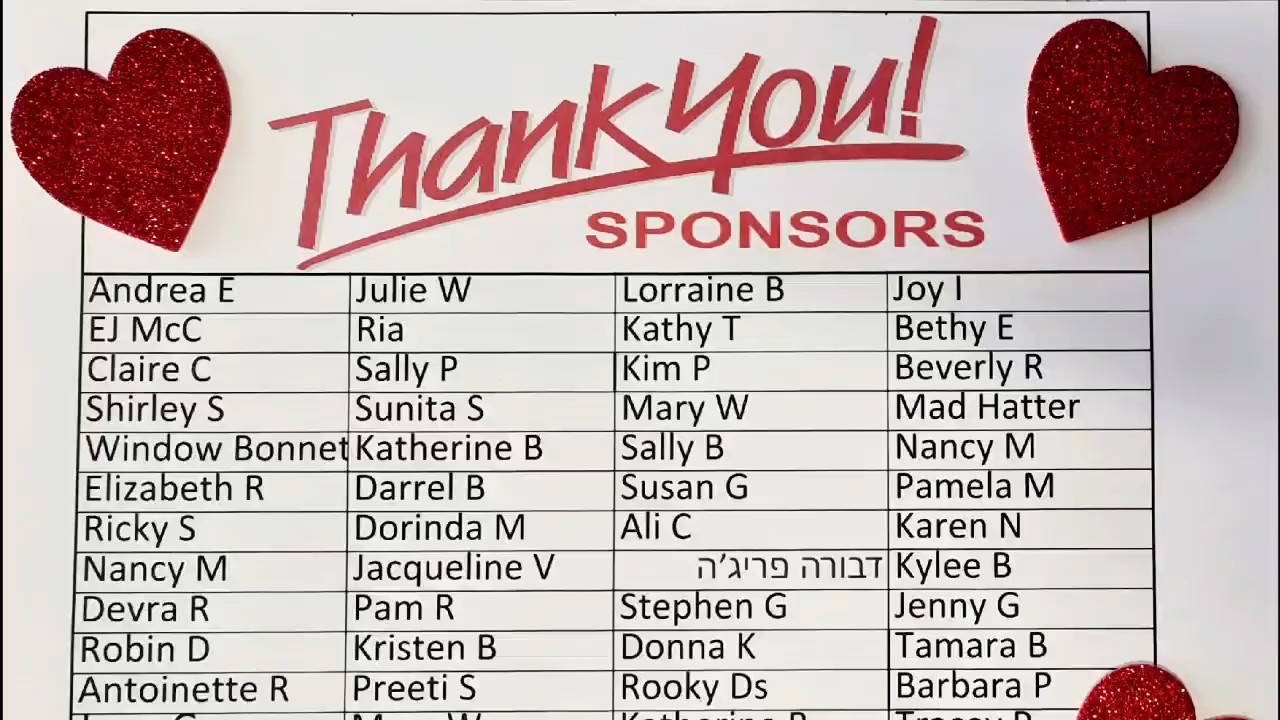 Thank You!
SPONSORS
Andrea E Julie W Lorraine B Joy I
EJ McC Ria Kathy T Bethy E
Claire C Sally P Kim P Beverly R
Shirley S Sunita S Mary W Mad Hatter
Window Bonnet Katherine B Sally B Nancy M
Elizabeth R Darrel B Susan G Pamela M
Ricky S Dorinda M Ali C Karen N
Nancy M Jacqueline V דבורה פריג'ה Kylee B
Devra R Pam R Stephen G Jenny G
Robin D Kristen B Donna K Tamara B
Antoinette R Preeti S Rooky Ds Barbara P